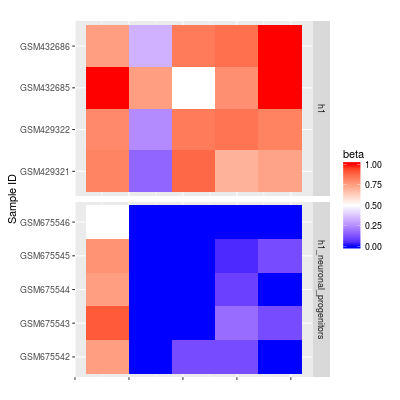 GSM432686
GSM432685
GSM429322
GSM429321
h1
GSM675546
GSM675545
GSM675544
GSM675543
GSM675542
h1_neuronal_progenitors
Sample ID
beta
1.00
0.75
0.50
0.25
0.00